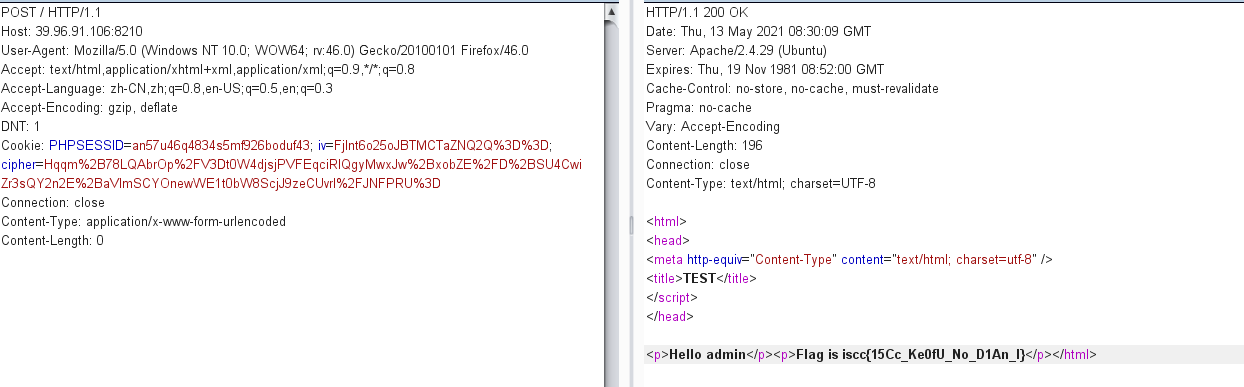 POST / HTTP/1.1
Host: 39.96.91.106:8210
User-Agent: Mozilla/5.0 (Windows NT 10.0; WOW64; rv:46.0) Gecko/20100101 Firefox/46.0
Accept: text/html,application/xhtml+xml,application/xml;q=0.9,*/*;q=0.8
Accept-Language: zh-CN,zh;q=0.8,en-US;q=0.5,en;q=0.3
Accept-Encoding: gzip, deflate
DNT: 1
Cookie: PHPSESSID=an57u46q4834s5mf926boduf43; iv=FjInt6o25oJBTMCTaZNQ2Q%3D%3D;
cipher=Hqqm%2B78LQAbrOp%2FV3Dt0W4djsjPVFEqciRIQgyMwxJw%2BxobZE%2FD%2BSU4Cwi
Zr3sQY2n2E%2BaVlmSCYOnewWE1t0bW8ScjJ9zeCUvrI%2FJNFPRU%3D
Connection: close
Content-Type: application/x-www-form-urlencoded
Content-Length: 0
HTTP/1.1 200 OK
Date: Thu, 13 May 2021 08:30:09 GMT
Server: Apache/2.4.29 (Ubuntu)
Expires: Thu, 19 Nov 1981 08:52:00 GMT
Cache-Control: no-store, no-cache, must-revalidate
Pragma: no-cache
Vary: Accept-Encoding
Content-Length: 196
Connection: close
Content-Type: text/html; charset=UTF-8
<html>
<head>
<meta http-equiv="Content-Type" content="text/html; charset=utf-8" />
<title>TEST</title>
</script>
</head>
<p>Hello admin</p><p>Flag is iscc{15Cc_Ke0fU_No_D1An_I}</p></html>